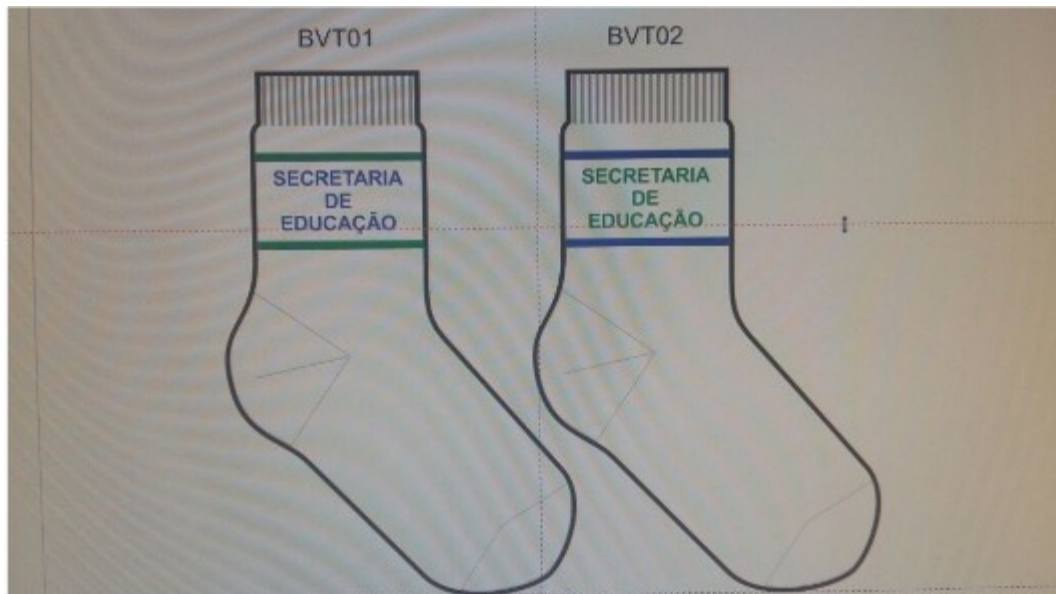 BVT01
BVT02
SECRETARIA
DE
EDUCAÇÃO
SECRETARIA
DE
EDUCAÇÃO